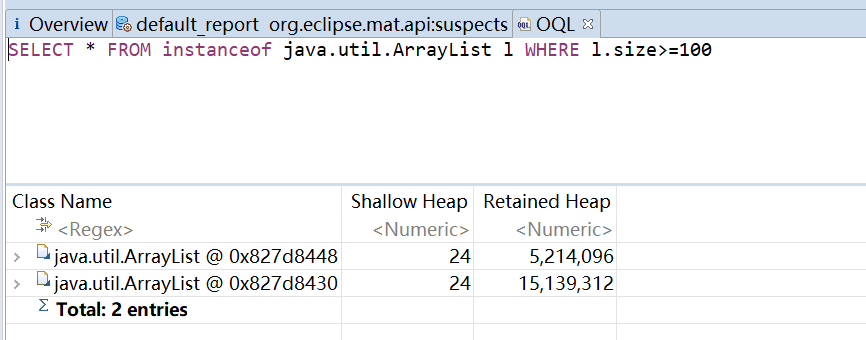 i Overview default_report org.eclipse.mat.api:suspects OQL OQL
SELECT * FROM instanceof java.util.ArrayList l WHERE l.size>=100
Class Name Shallow Heap Retained Heap
<Regex> <Numeric> <Numeric>
java.util.ArrayList @ 0x827d8448 24 5,214,096
java.util.ArrayList @ 0x827d8430 24 15,139,312
Σ Total: 2 entries